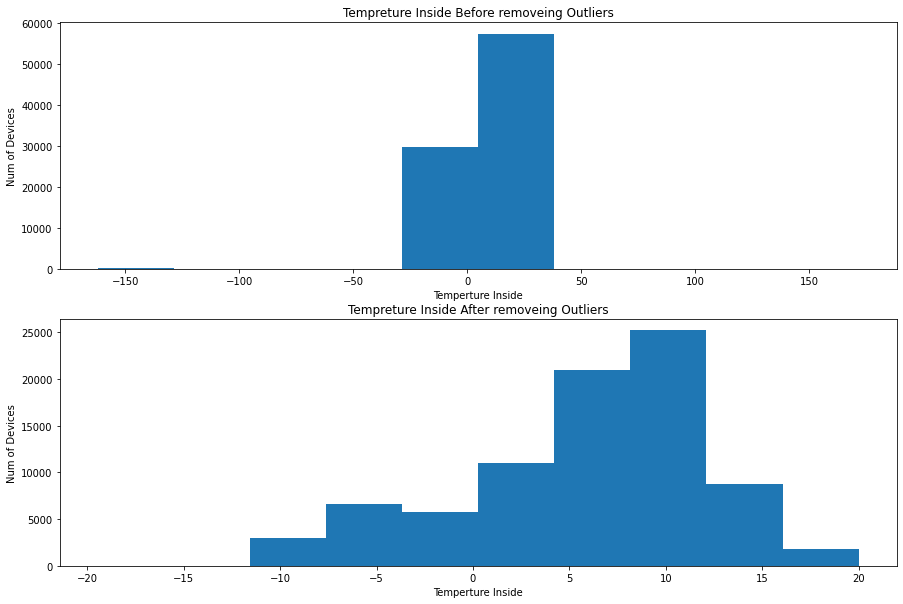 Tempreture Inside Before removeing Outliers
60000
50000
40000
30000
20000
10000
0
Num of Devices
−150 −100 −50 0 50 100 150
Temperture Inside
Tempreture Inside After removeing Outliers
25000
20000
15000
10000
5000
0
Num of Devices
−20 −15 −10 −5 0 5 10 15 20
Temperture Inside